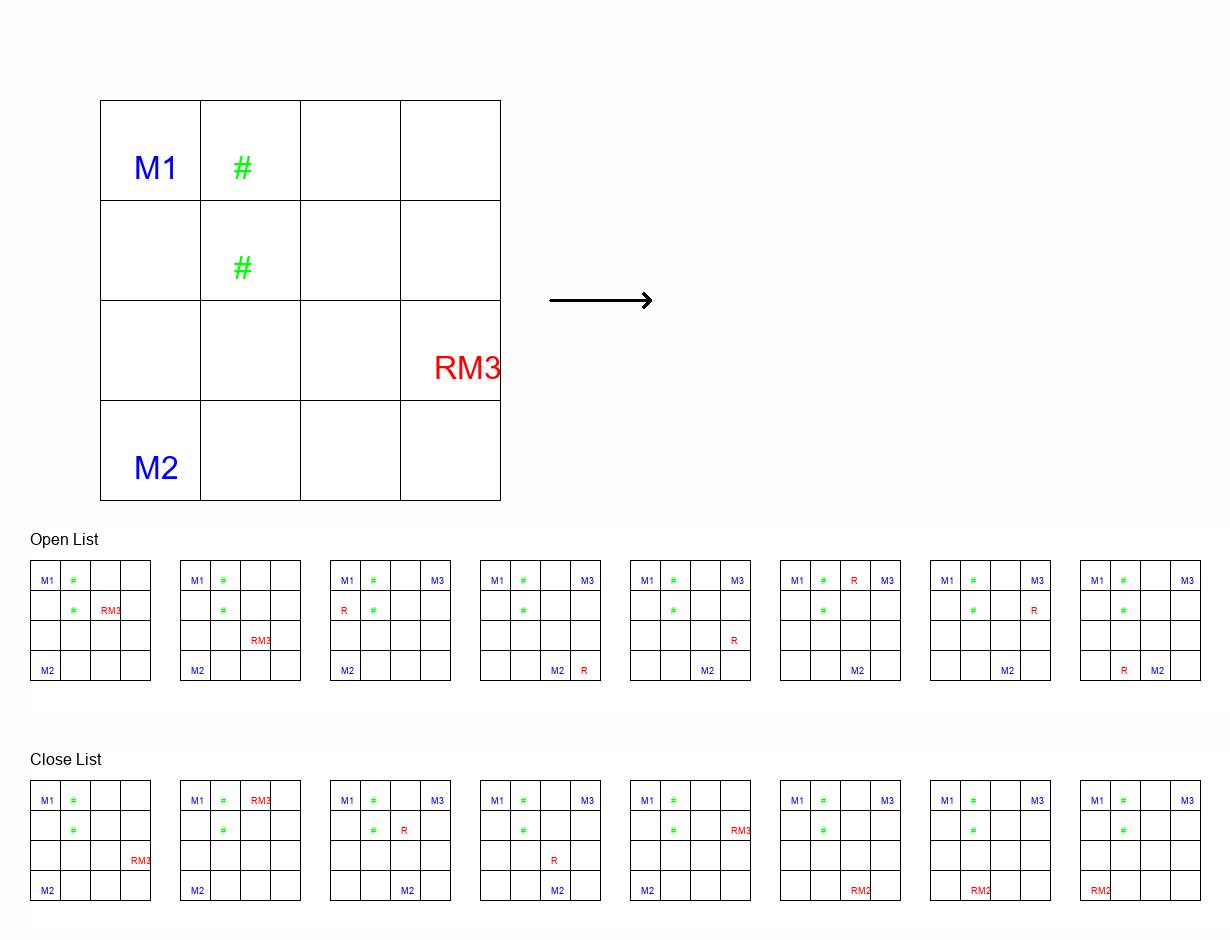 M1 #
#
RM3
M2
Open List
M1 # M1 # M1 # M3 M1 # M3 M1 # M3 M1 # R M3 M1 # M3 M1 # M3
# RM3 # R # # # # # R #
RM3 R
M2 M2 M2 M2 R M2 M2 M2 R M2
Close List
M1 # M1 # RM3 M1 # M3 M1 # M3 M1 # M1 # M3 M1 # M3 M1 # M3
# # # R # # RM3 # # #
RM3 R
M2 M2 M2 M2 M2 RM2 RM2 RM2